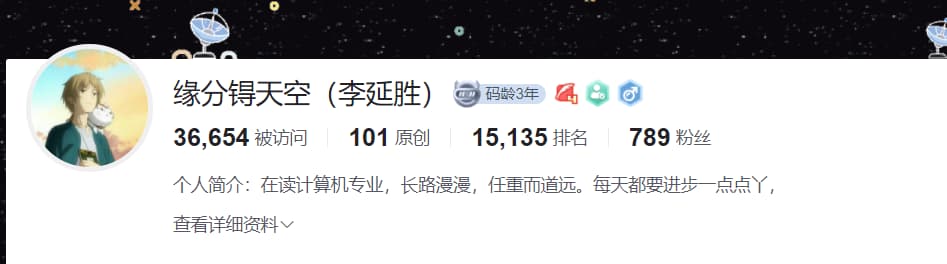 缘分锝天空（李延胜） 码龄3年 4
36,654 被访问 101 原创 15,135 排名 789 粉丝
个人简介：在读计算机专业，长路漫漫，任重而道远。每天都要进步一点点丫，
查看详细资料